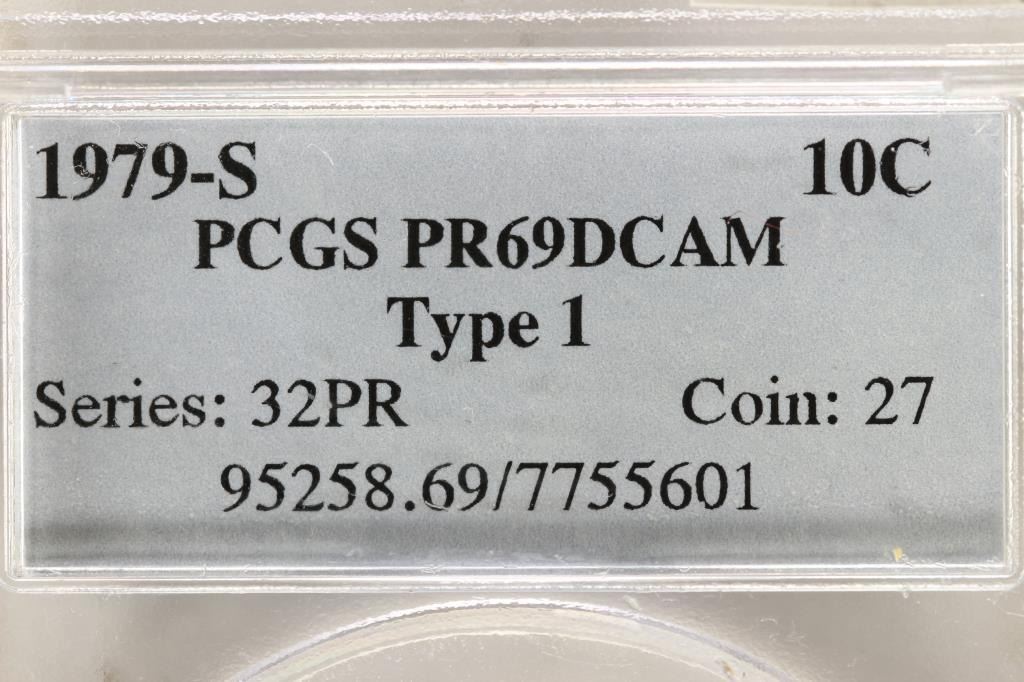 1979-S 10C
PCGS PR69DCAM
Type 1
Series: 32PR Coin: 27
95258.69/7755601